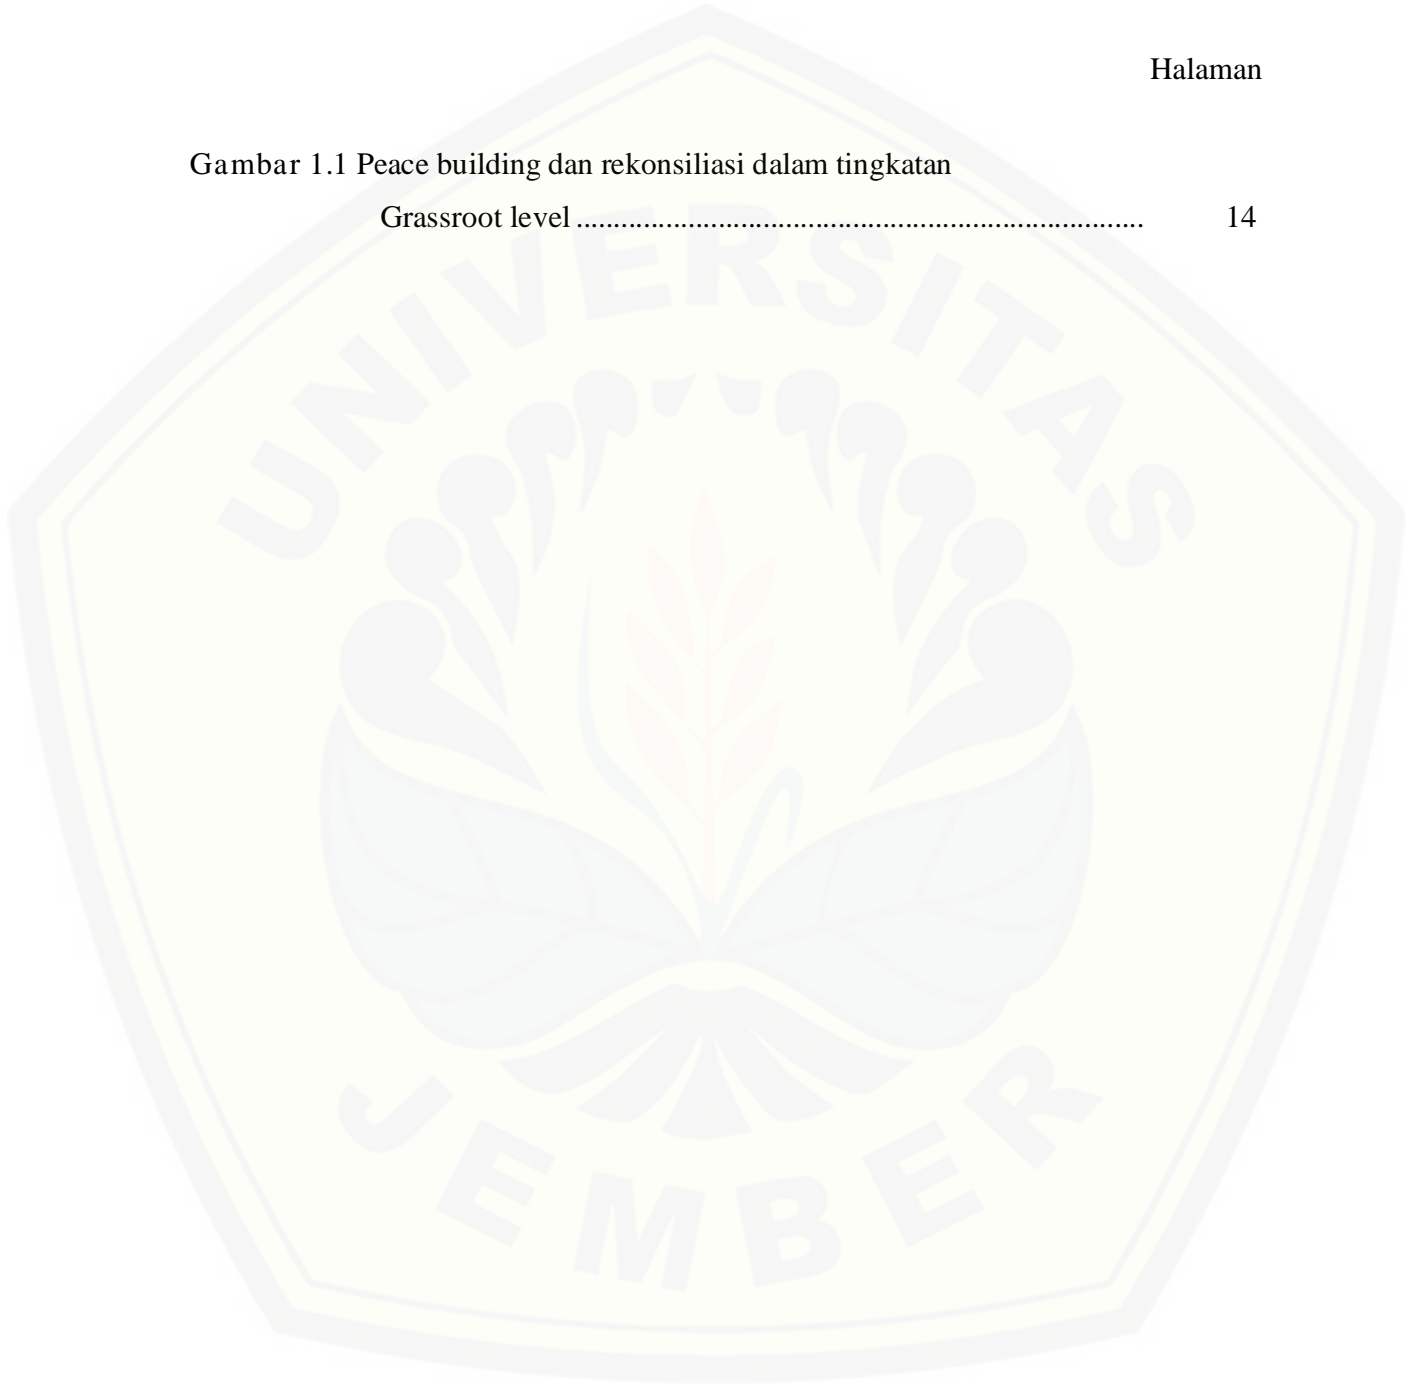 Halaman
Gambar 1.1 Peace building dan rekonsiliasi dalam tingkatan
Grassroot level ............................................................................ 14
UNIVERSITAS
JEMBER